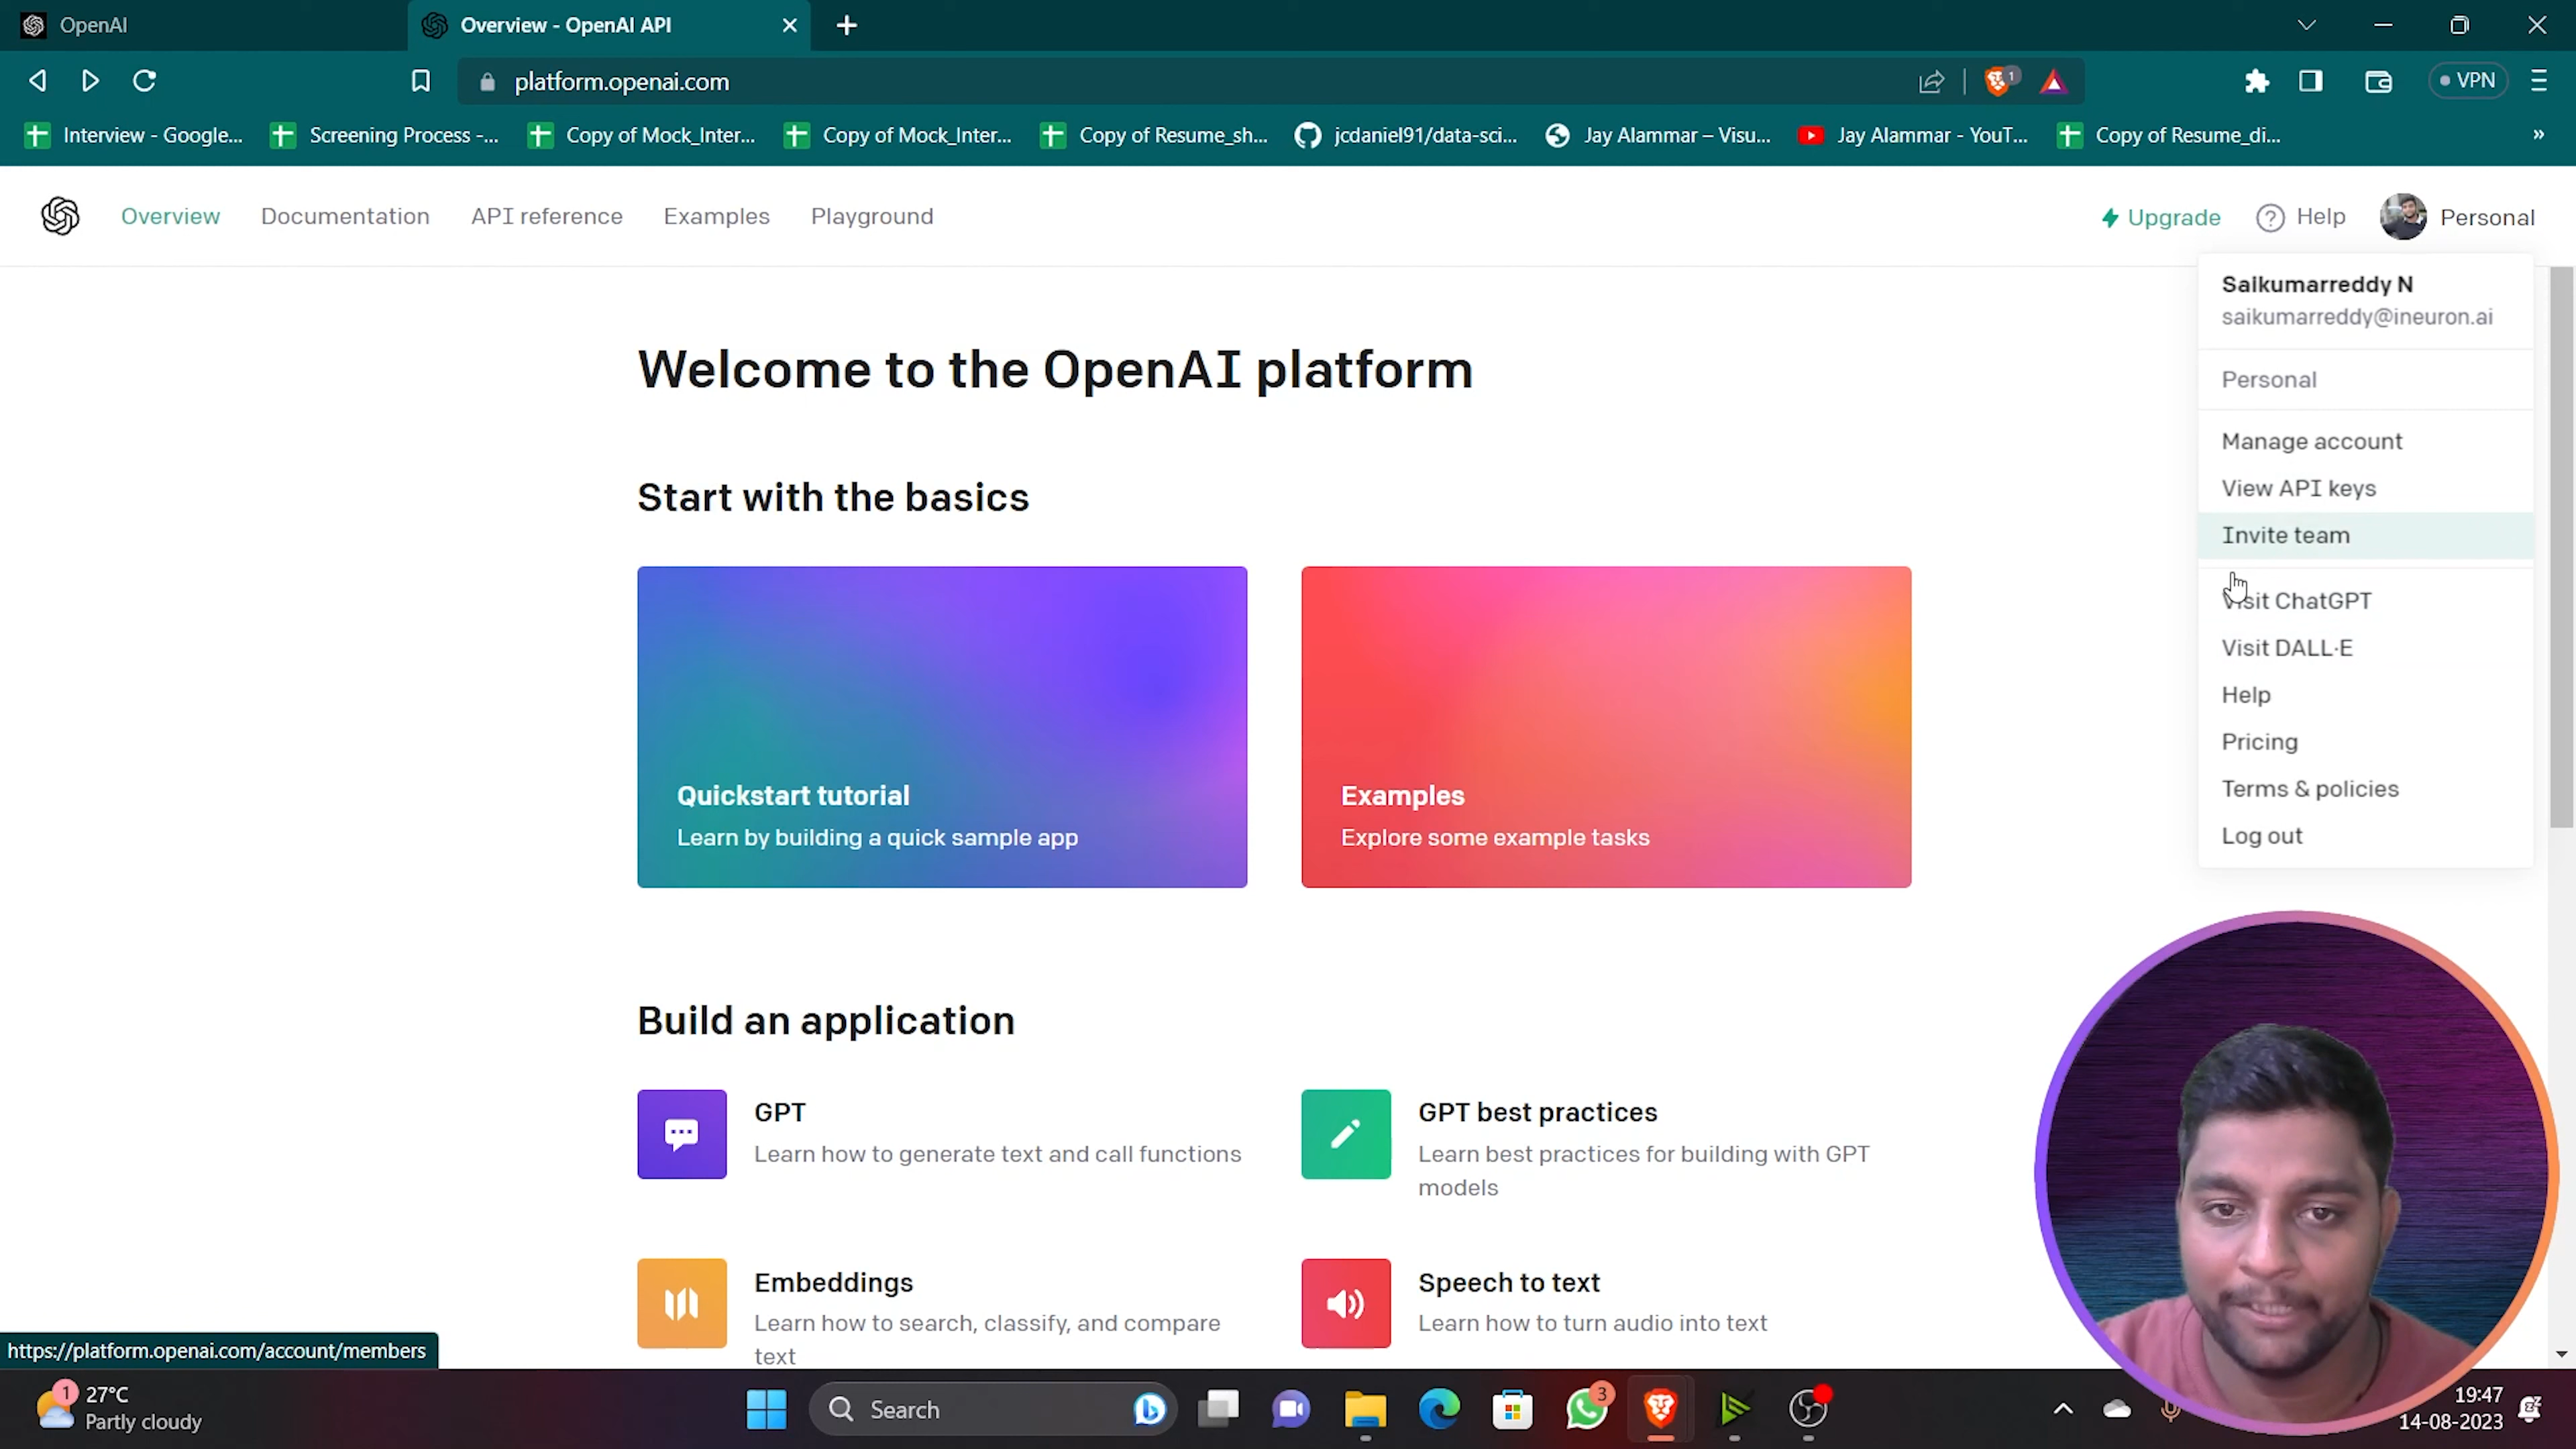 OpenAI
Overview - OpenAI API
platform.openai.com
1
VPN
Interview - Google...
Screening Process -...
Copy of Mock_Inter...
Copy of Mock_Inter...
Copy of Resume_sh...
jcdaniel91/data-sci...
Jay Alammar – Visu...
Jay Alammar - YouT...
Copy of Resume_di...
»
Overview
Documentation
API reference
Examples
Playground
Upgrade
Help
Personal
Saikumarreddy N
saikumarreddy@ineuron.ai
Personal
Manage account
View API keys
Invite team
Visit ChatGPT
Visit DALL·E
Help
Pricing
Terms & policies
Log out
Welcome to the OpenAI platform
Start with the basics
Quickstart tutorial
Learn by building a quick sample app
Examples
Explore some example tasks
Build an application
GPT
Learn how to generate text and call functions
GPT best practices
Learn best practices for building with GPT
models
Embeddings
Learn how to search, classify, and compare
text
Speech to text
Learn how to turn audio into text
https://platform.openai.com/account/members
1
27°C
Partly cloudy
Search
3
19:47
14-08-2023